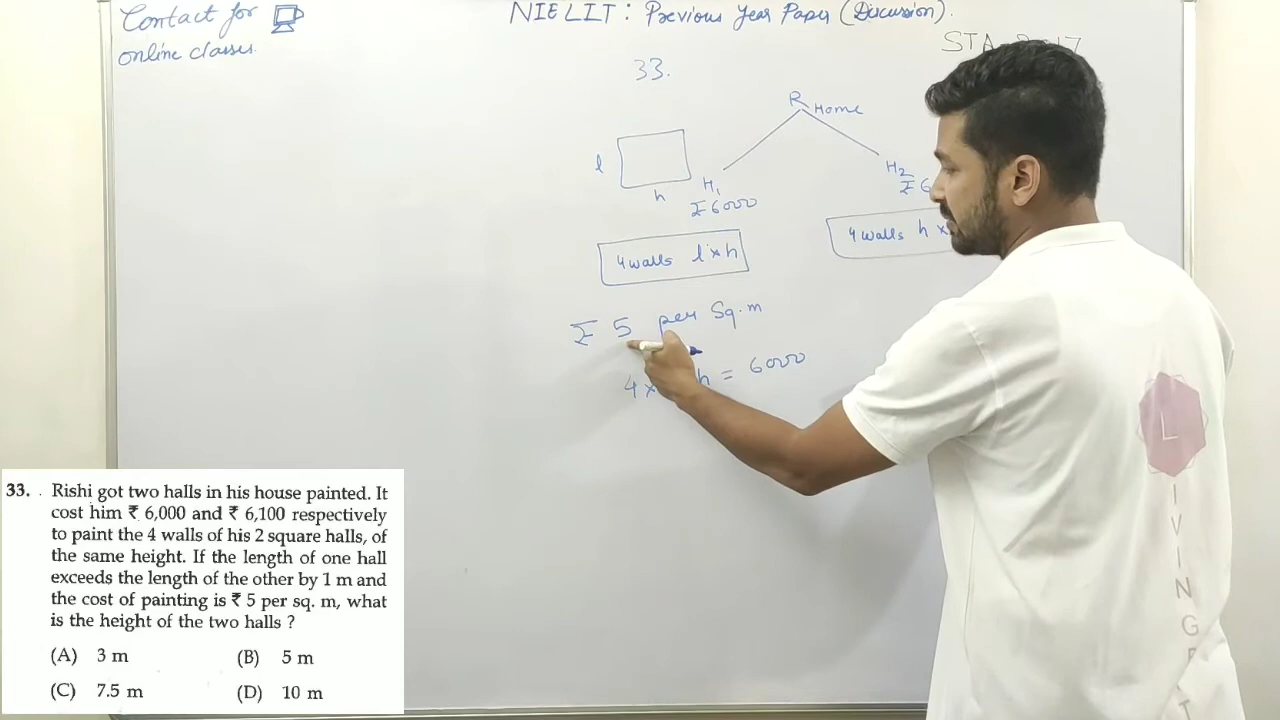 Contact for
online classes.
NIELIT : Previous Year Paper (Discussion).
STA
33.
R Home
l
h
H1
₹ 6000
H2
₹ 6
4 walls l × h
4 walls h ×
₹ 5 per Sq. m
4 × h = 6000
33. Rishi got two halls in his house painted. It
cost him ₹ 6,000 and ₹ 6,100 respectively
to paint the 4 walls of his 2 square halls, of
the same height. If the length of one hall
exceeds the length of the other by 1 m and
the cost of painting is ₹ 5 per sq. m, what
is the height of the two halls ?
(A) 3 m (B) 5 m
(C) 7.5 m (D) 10 m
L
I
V
I
N
G